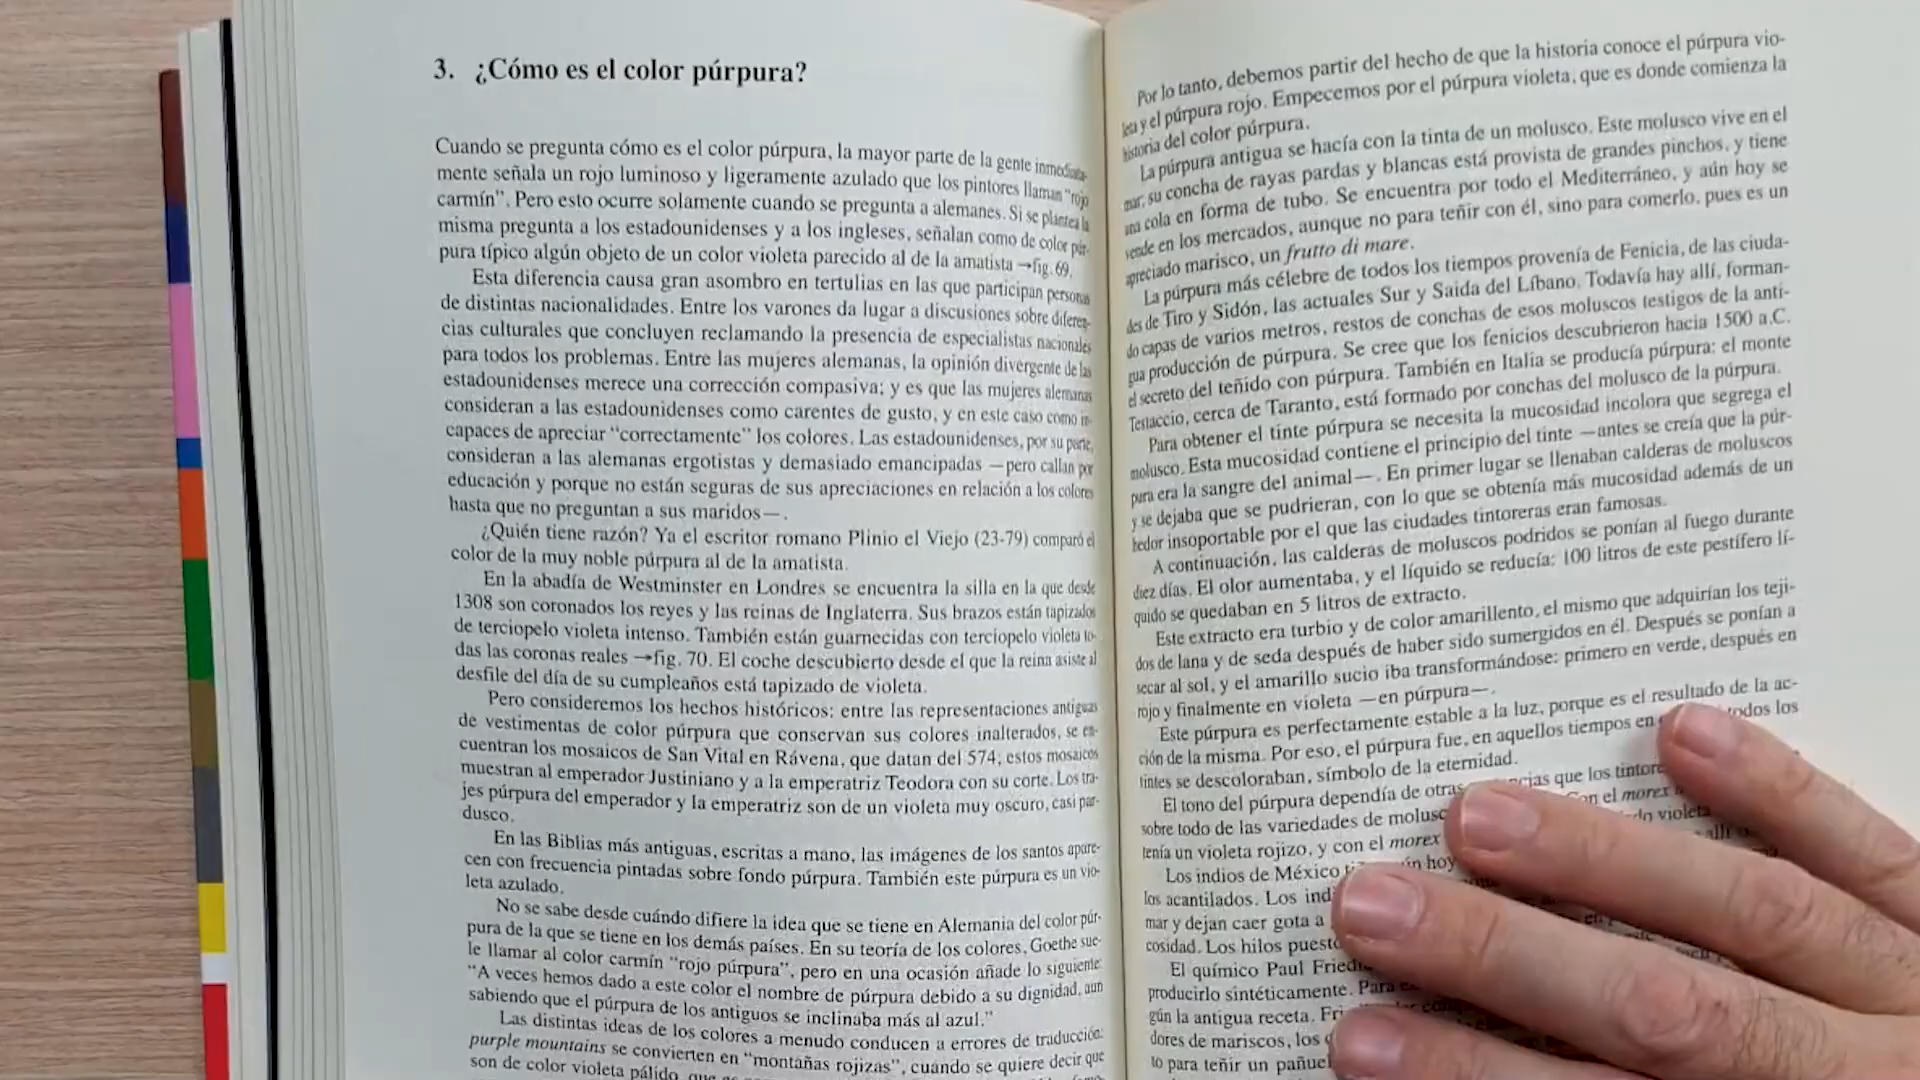 3. ¿Cómo es el color púrpura?
Cuando se pregunta cómo es el color púrpura, la mayor parte de la gente inmediata-
mente señala un rojo luminoso y ligeramente azulado que los pintores llaman “rojo
carmín”. Pero esto ocurre solamente cuando se pregunta a alemanes. Si se plantea la
misma pregunta a los estadounidenses y a los ingleses, señalan como de color púr-
pura típico algún objeto de un color violeta parecido al de la amatista →fig. 69.
Esta diferencia causa gran asombro en tertulias en las que participan personas
de distintas nacionalidades. Entre los varones da lugar a discusiones sobre diferen-
cias culturales que concluyen reclamando la presencia de especialistas nacionales
para todos los problemas. Entre las mujeres alemanas, la opinión divergente de las
estadounidenses merece una corrección compasiva; y es que las mujeres alemanas
consideran a las estadounidenses como carentes de gusto, y en este caso como in-
capaces de apreciar “correctamente” los colores. Las estadounidenses, por su parte,
consideran a las alemanas ergotistas y demasiado emancipadas —pero callan por
educación y porque no están seguras de sus apreciaciones en relación a los colores
hasta que no preguntan a sus maridos—.
¿Quién tiene razón? Ya el escritor romano Plinio el Viejo (23-79) comparó el
color de la muy noble púrpura al de la amatista.
En la abadía de Westminster en Londres se encuentra la silla en la que desde
1308 son coronados los reyes y las reinas de Inglaterra. Sus brazos están tapizados
de terciopelo violeta intenso. También están guarnecidas con terciopelo violeta to-
das las coronas reales →fig. 70. El coche descubierto desde el que la reina asiste al
desfile del día de su cumpleaños está tapizado de violeta.
Pero consideremos los hechos históricos: entre las representaciones antiguas
de vestimentas de color púrpura que conservan sus colores inalterados, se en-
cuentran los mosaicos de San Vital en Rávena, que datan del 574; estos mosaicos
muestran al emperador Justiniano y a la emperatriz Teodora con su corte. Los tra-
jes púrpura del emperador y la emperatriz son de un violeta muy oscuro, casi par-
dusco.
En las Biblias más antiguas, escritas a mano, las imágenes de los santos apare-
cen con frecuencia pintadas sobre fondo púrpura. También este púrpura es un vio-
leta azulado.
No se sabe desde cuándo difiere la idea que se tiene en Alemania del color púr-
pura de la que se tiene en los demás países. En su teoría de los colores, Goethe sue-
le llamar al color carmín “rojo púrpura”, pero en una ocasión añade lo siguiente:
“A veces hemos dado a este color el nombre de púrpura debido a su dignidad, aun
sabiendo que el púrpura de los antiguos se inclinaba más al azul.”
Las distintas ideas de los colores a menudo conducen a errores de traducción:
purple mountains se convierten en “montañas rojizas”, cuando se quiere decir que
son de color violeta pálido, que
Por lo tanto, debemos partir del hecho de que la historia conoce el púrpura vio-
leta y el púrpura rojo. Empecemos por el púrpura violeta, que es donde comienza la
historia del color púrpura.
La púrpura antigua se hacía con la tinta de un molusco. Este molusco vive en el
mar, su concha de rayas pardas y blancas está provista de grandes pinchos, y tiene
una cola en forma de tubo. Se encuentra por todo el Mediterráneo, y aún hoy se
vende en los mercados, aunque no para teñir con él, sino para comerlo, pues es un
apreciado marisco, un frutto di mare.
La púrpura más célebre de todos los tiempos provenía de Fenicia, de las ciuda-
des de Tiro y Sidón, las actuales Sur y Saida del Líbano. Todavía hay allí, forman-
do capas de varios metros, restos de conchas de esos moluscos testigos de la anti-
gua producción de púrpura. Se cree que los fenicios descubrieron hacia 1500 a.C.
el secreto del teñido con púrpura. También en Italia se producía púrpura: el monte
Testaccio, cerca de Taranto, está formado por conchas del molusco de la púrpura.
Para obtener el tinte púrpura se necesita la mucosidad incolora que segrega el
molusco. Esta mucosidad contiene el principio del tinte —antes se creía que la púr-
pura era la sangre del animal—. En primer lugar se llenaban calderas de moluscos
y se dejaba que se pudrieran, con lo que se obtenía más mucosidad además de un
hedor insoportable por el que las ciudades tintoreras eran famosas.
A continuación, las calderas de moluscos podridos se ponían al fuego durante
diez días. El olor aumentaba, y el líquido se reducía: 100 litros de este pestífero lí-
quido se quedaban en 5 litros de extracto.
Este extracto era turbio y de color amarillento, el mismo que adquirían los teji-
dos de lana y de seda después de haber sido sumergidos en él. Después se ponían a
secar al sol, y el amarillo sucio iba transformándose: primero en verde, después en
rojo y finalmente en violeta —en púrpura—.
Este púrpura es perfectamente estable a la luz, porque es el resultado de la ac-
ción de la misma. Por eso, el púrpura fue, en aquellos tiempos en todos los
tintes se descoloraban, símbolo de la eternidad.
El tono del púrpura dependía de otras que los
sobre todo de las variedades de el morex
tenía un violeta rojizo, y con el morex violeta
Los indios de México hoy
los acantilados. Los
mar y dejan caer gota a
cosidad. Los hilos
El químico Paul
producirlo sintéticamente. Para
gún la antigua receta.
dores de mariscos, los
to para teñir un